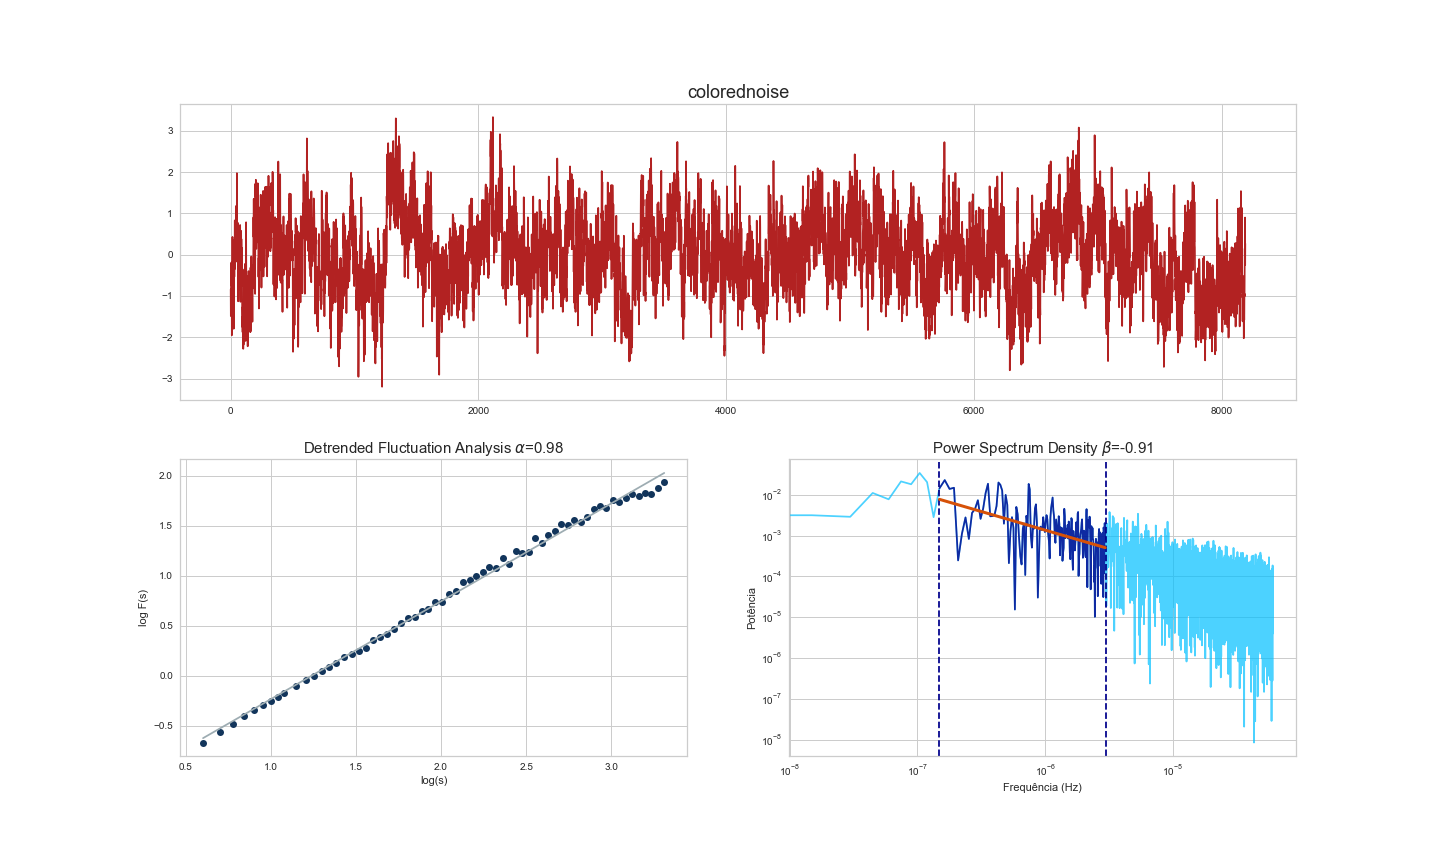 colorednoise
3
2
1
0
−1
−2
−3
0 2000 4000 6000 8000
Detrended Fluctuation Analysis α=0.98
2.0
1.5
1.0
0.5
0.0
−0.5
log F(s)
0.5 1.0 1.5 2.0 2.5 3.0
log(s)
Power Spectrum Density β=-0.91
10⁻²
10⁻³
10⁻⁴
10⁻⁵
10⁻⁶
10⁻⁷
10⁻⁸
Potência
10⁻⁸ 10⁻⁷ 10⁻⁶ 10⁻⁵
Frequência (Hz)